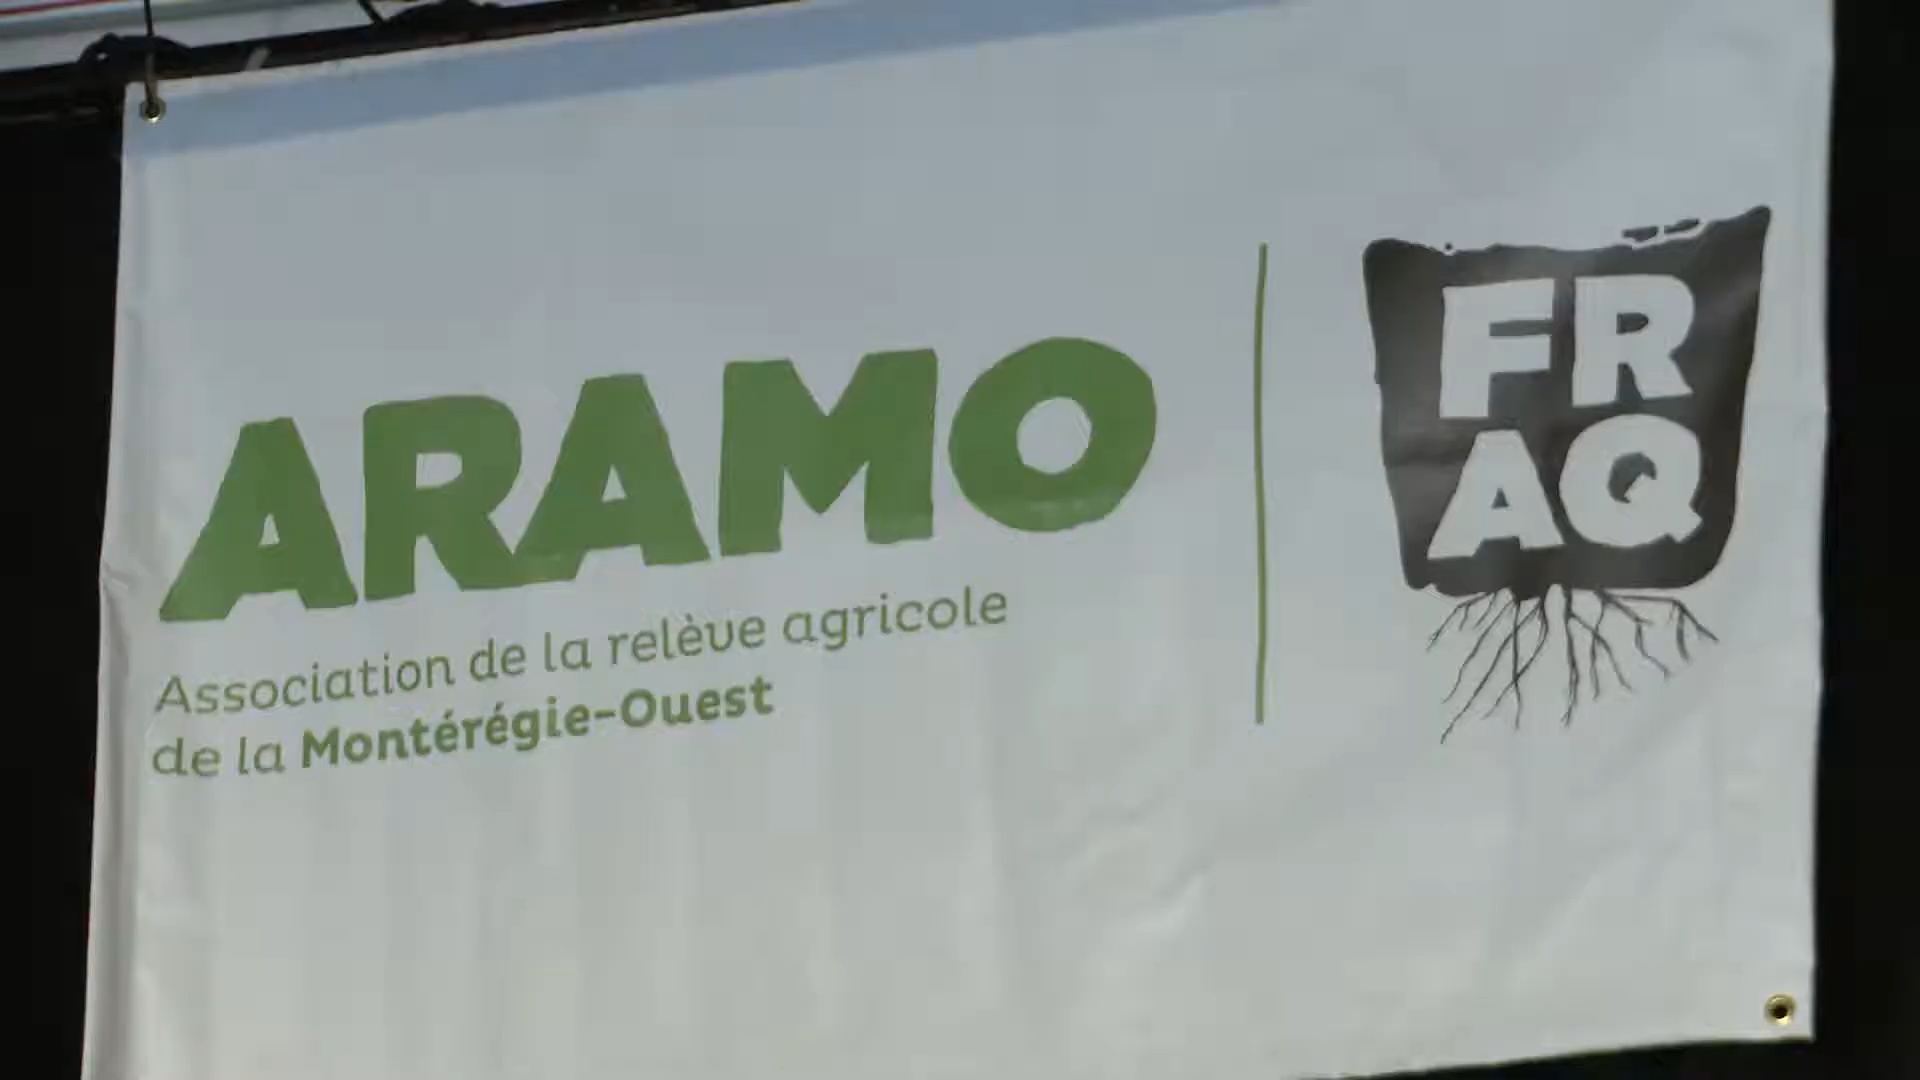 ARAMO
Association de la relève agricole
de la Montérégie-Ouest
FR
AQ